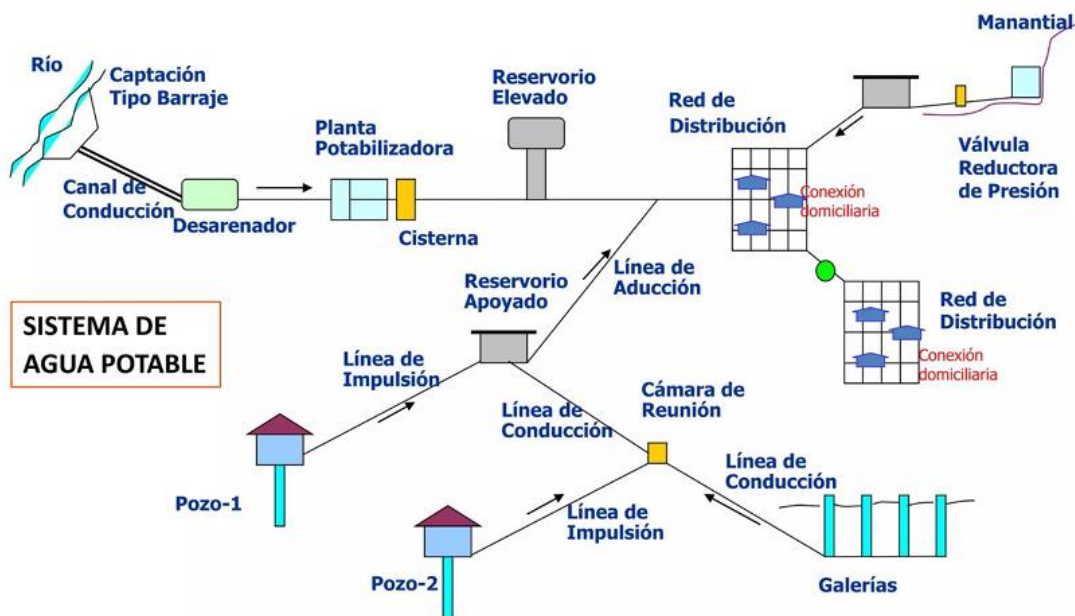 Manantial
Río
Captación
Tipo Barraje
Reservorio
Elevado
Red de
Distribución
Planta
Potabilizadora
Válvula
Reductora
de Presión
Canal de
Conducción
Desarenador
Conexión
domiciliaria
Cisterna
Reservorio
Apoyado
Línea de
Aducción
SISTEMA DE
AGUA POTABLE
Red de
Distribución
Conexión
domiciliaria
Línea de
Impulsión
Cámara de
Reunión
Línea de
Conducción
Línea de
Conducción
Pozo-1
Línea de
Impulsión
Pozo-2
Galerías